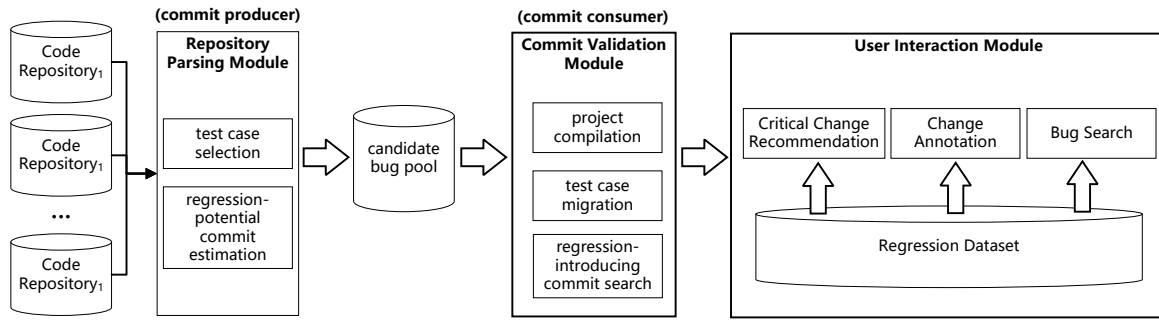 (commit producer)
(commit consumer)
Code
Repository₁
Code
Repository₁
...
Code
Repository₁
Repository
Parsing Module
test case
selection
regression-
potential
commit
estimation
candidate
bug pool
Commit Validation
Module
project
compilation
test case
migration
regression-
introducing
commit search
User Interaction Module
Critical Change
Recommendation
Change
Annotation
Bug Search
Regression Dataset